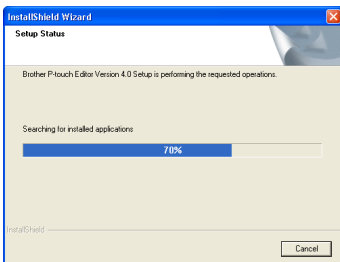 InstallShield Wizard
Setup Status
Brother P-touch Editor Version 4.0 Setup is performing the requested operations.
Searching for installed applications
70%
InstallShield
Cancel